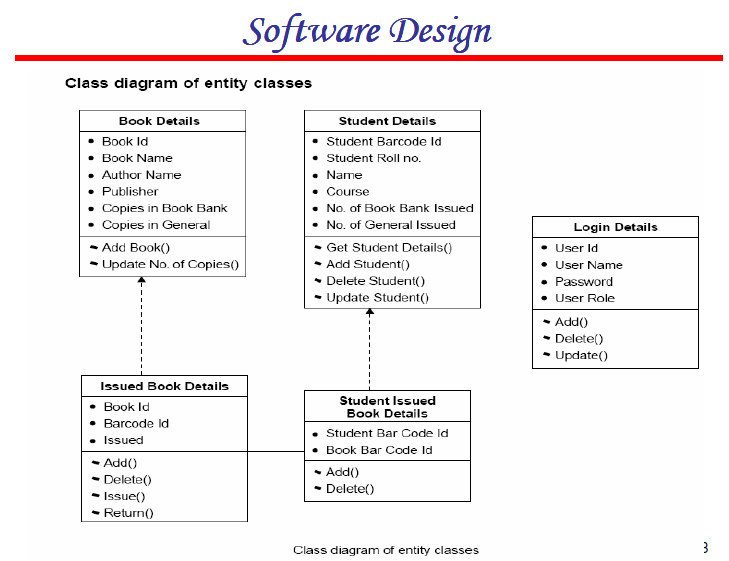 Software Design
Class diagram of entity classes
Book Details
• Book Id
• Book Name
• Author Name
• Publisher
• Copies in Book Bank
• Copies in General
~ Add Book()
~ Update No. of Copies()
Student Details
• Student Barcode Id
• Student Roll no.
• Name
• Course
• No. of Book Bank Issued
• No. of General Issued
~ Get Student Details()
~ Add Student()
~ Delete Student()
~ Update Student()
Login Details
• User Id
• User Name
• Password
• User Role
~ Add()
~ Delete()
~ Update()
Issued Book Details
• Book Id
• Barcode Id
• Issued
~ Add()
~ Delete()
~ Issue()
~ Return()
Student Issued
Book Details
• Student Bar Code Id
• Book Bar Code Id
~ Add()
~ Delete()
Class diagram of entity classes
3